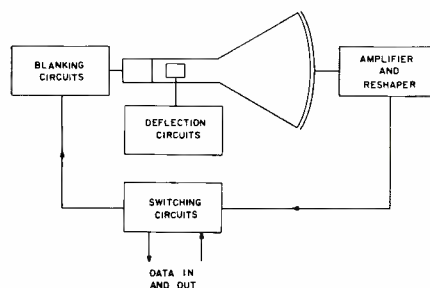 BLANKING
CIRCUITS
AMPLIFIER
AND
RESHAPER
DEFLECTION
CIRCUITS
SWITCHING
CIRCUITS
DATA IN
AND OUT